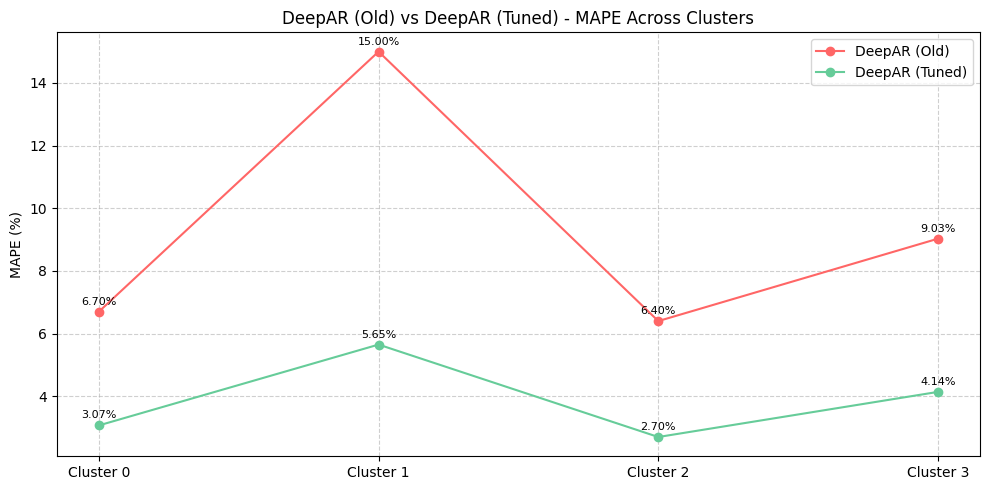 DeepAR (Old) vs DeepAR (Tuned) - MAPE Across Clusters
15.00%
DeepAR (Old)
DeepAR (Tuned)
14
12
10
9.03%
MAPE (%)
8
6.70%
6.40%
6
5.65%
4.14%
4
3.07%
2.70%
Cluster 0
Cluster 1
Cluster 2
Cluster 3